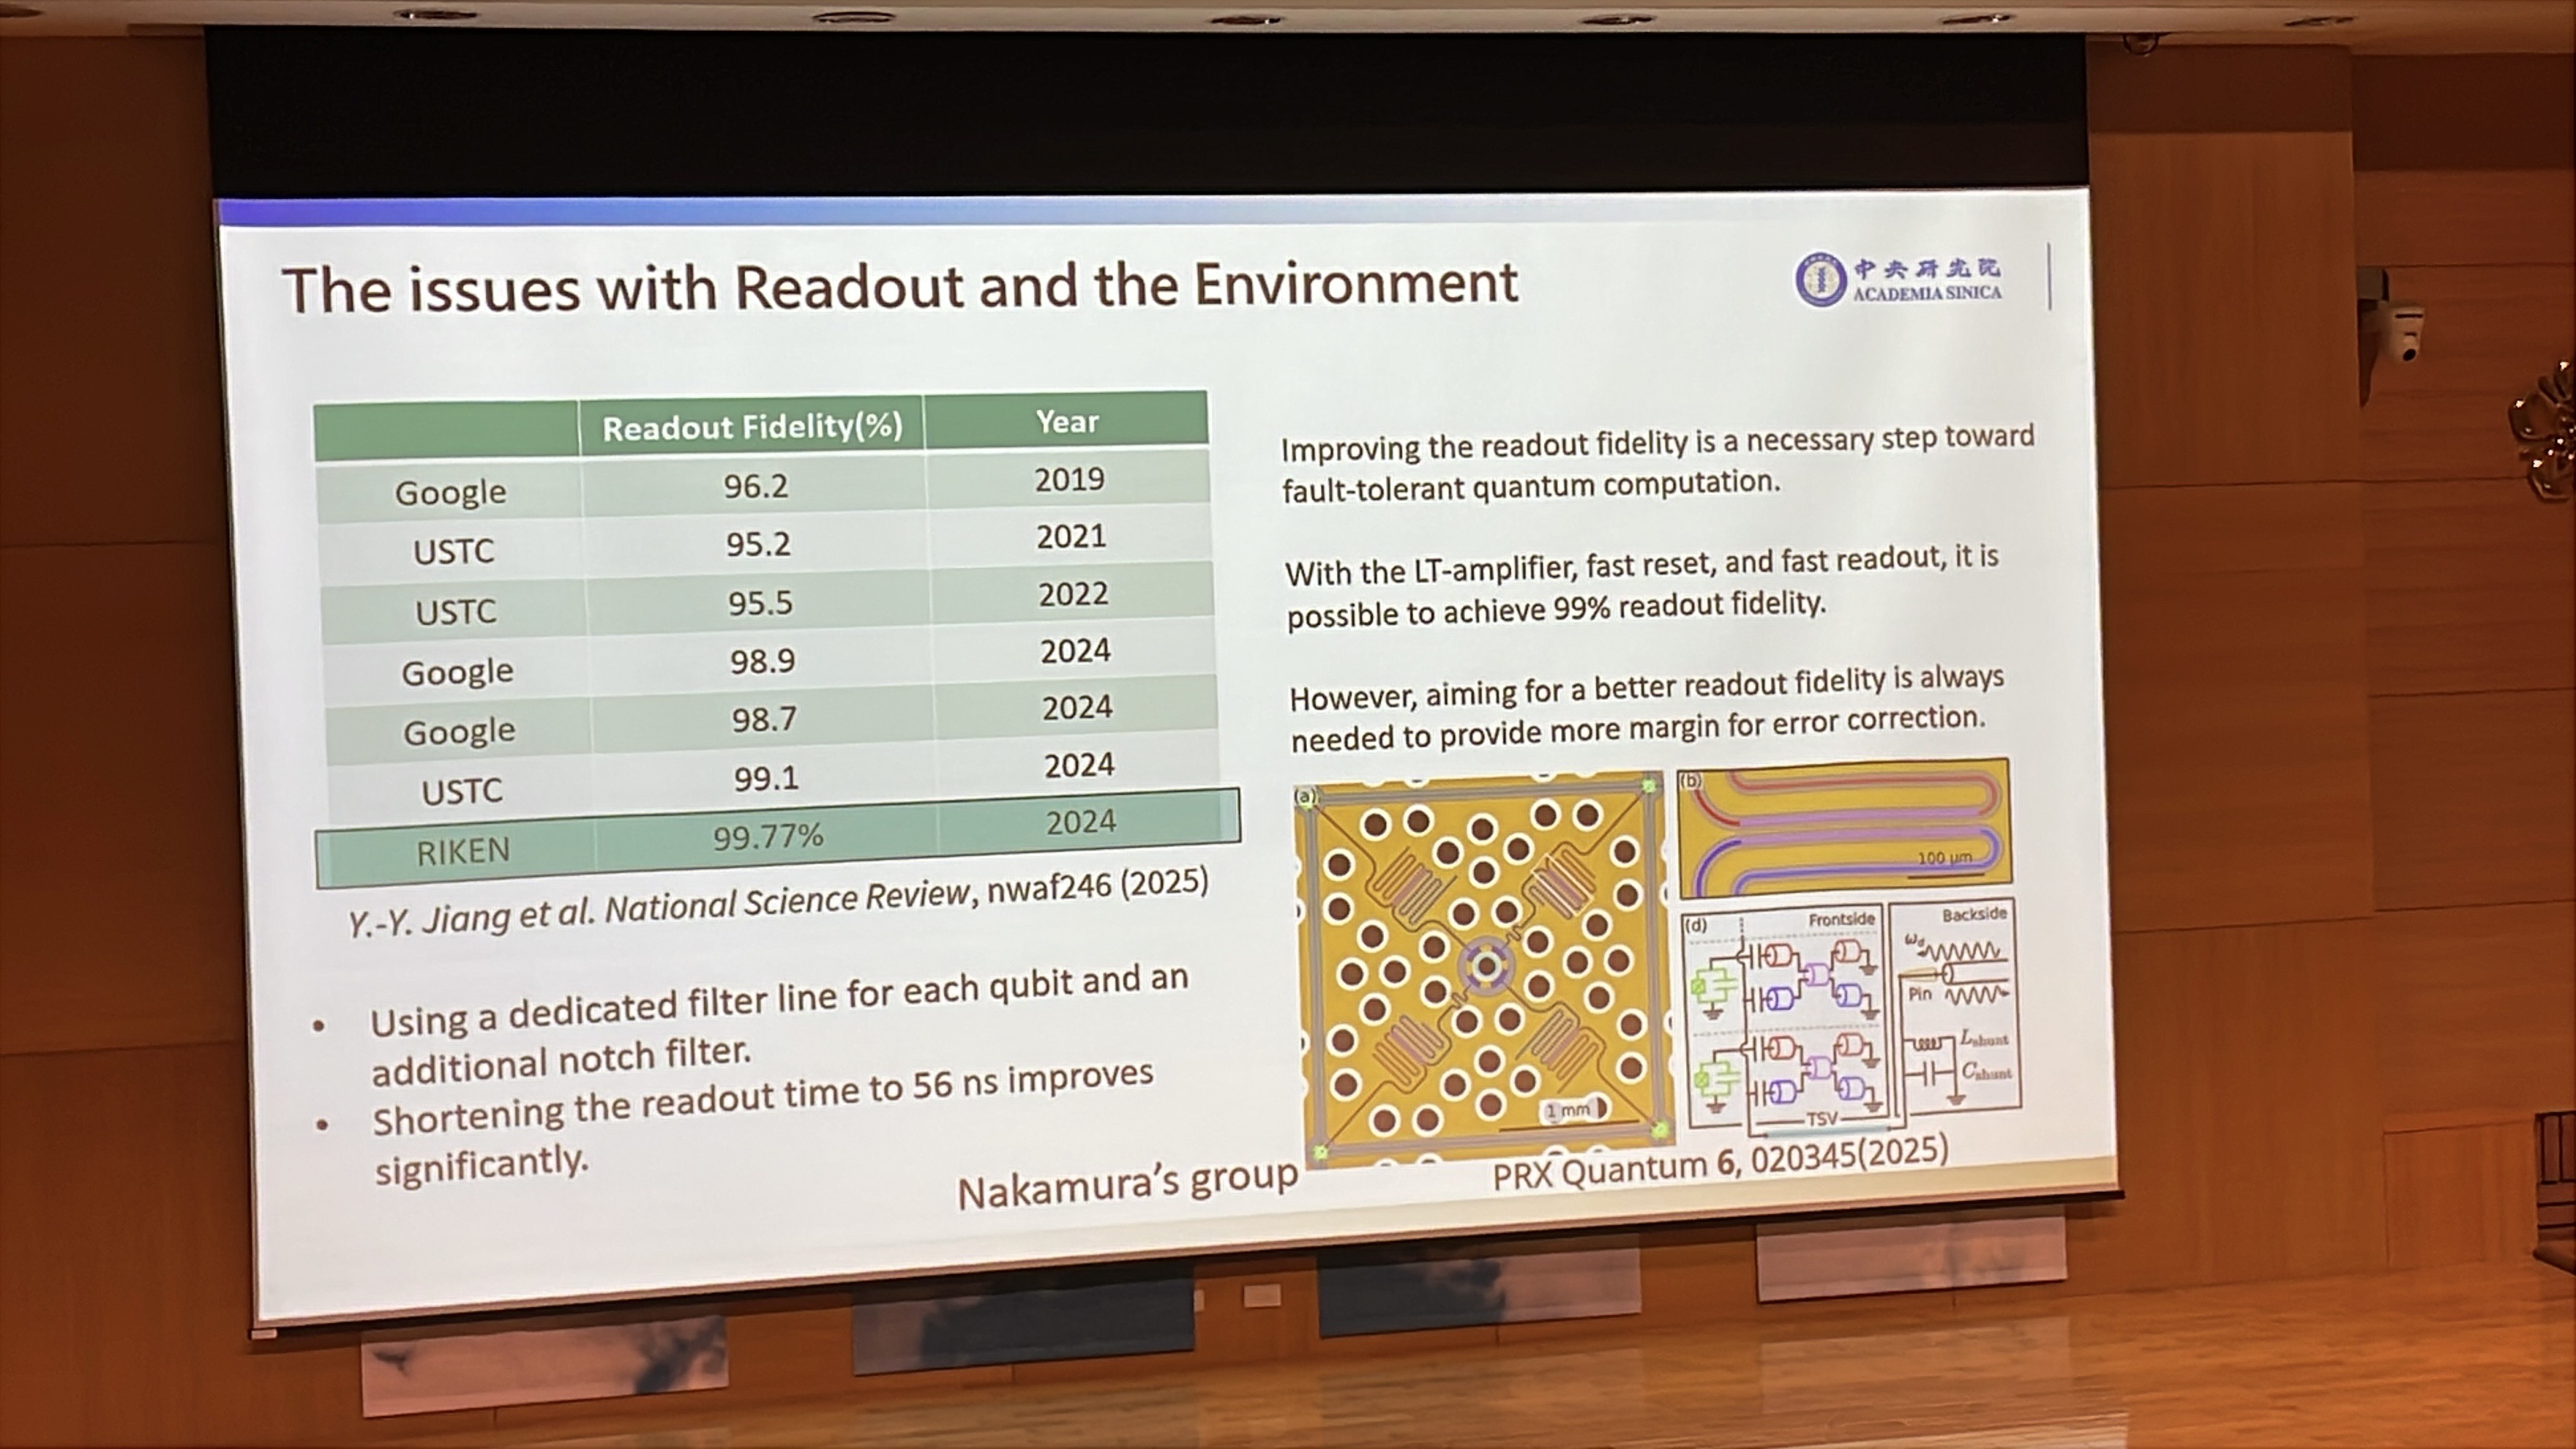 The issues with Readout and the Environment
中央研究院
ACADEMIA SINICA
Readout Fidelity(%) Year
Google 96.2 2019
USTC 95.2 2021
USTC 95.5 2022
Google 98.9 2024
Google 98.7 2024
USTC 99.1 2024
RIKEN 99.77% 2024
Y.-Y. Jiang et al. National Science Review, nwaf246 (2025)
• Using a dedicated filter line for each qubit and an
additional notch filter.
• Shortening the readout time to 56 ns improves
significantly.
Nakamura's group
Improving the readout fidelity is a necessary step toward
fault-tolerant quantum computation.
With the LT-amplifier, fast reset, and fast readout, it is
possible to achieve 99% readout fidelity.
However, aiming for a better readout fidelity is always
needed to provide more margin for error correction.
(a)
1 mm
(b)
100 μm
(d) Frontside
Backside
ωd
Pin
Lshunt
Cshunt
TSV
PRX Quantum 6, 020345(2025)